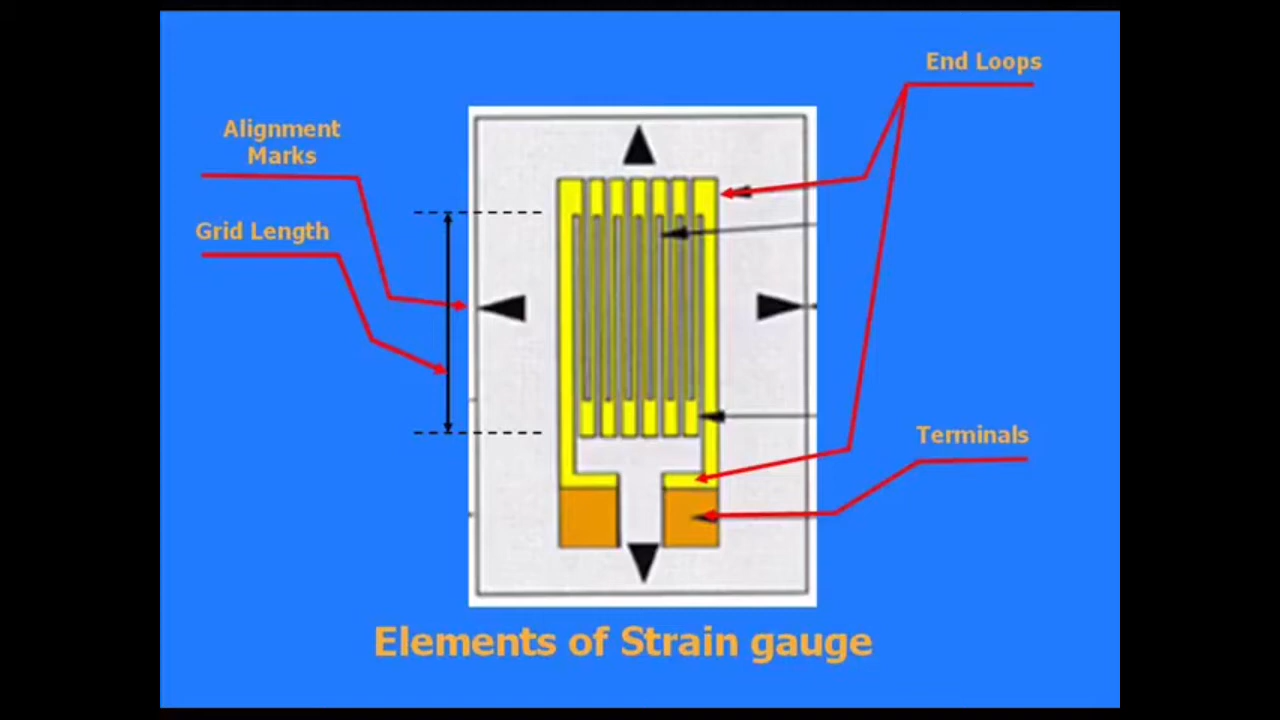 End Loops
Alignment
Marks
Grid Length
Terminals
Elements of Strain gauge